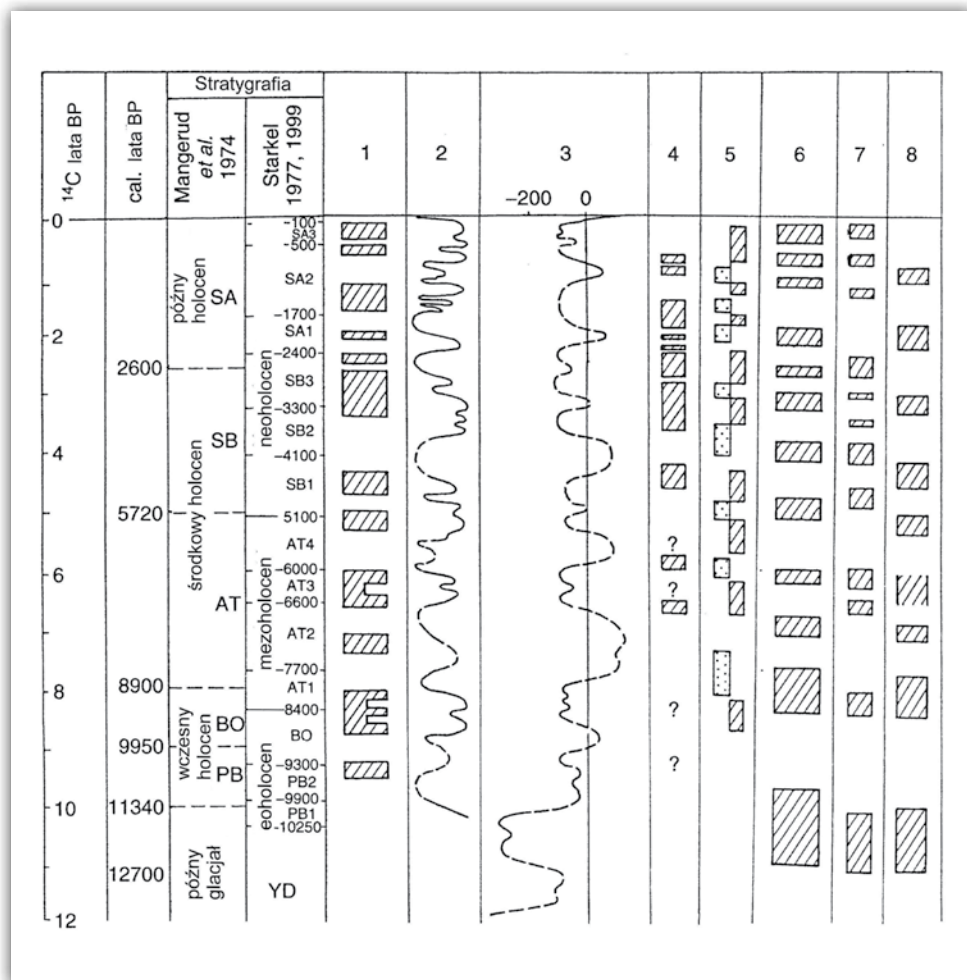 Stratygrafia
¹⁴C lata BP
cal. lata BP
Mangerud
et al.
1974
Starkel
1977, 1999
1
2
3
4
5
6
7
8
−200
0
0
2
4
6
8
10
12
2600
5720
8900
9950
11340
12700
późny
holocen
środkowy holocen
wczesny
holocen
późny
glacjał
SA
SB
AT
BO
PB
neoholocen
mezoholocen
eoholocen
−100
SA3
−500
SA2
−1700
SA1
−2400
SB3
−3300
SB2
−4100
SB1
5100
AT4
−6000
AT3
−6600
AT2
−7700
AT1
8400
BO
−9300
PB2
−9900
PB1
−10250
YD
?
?
?
?